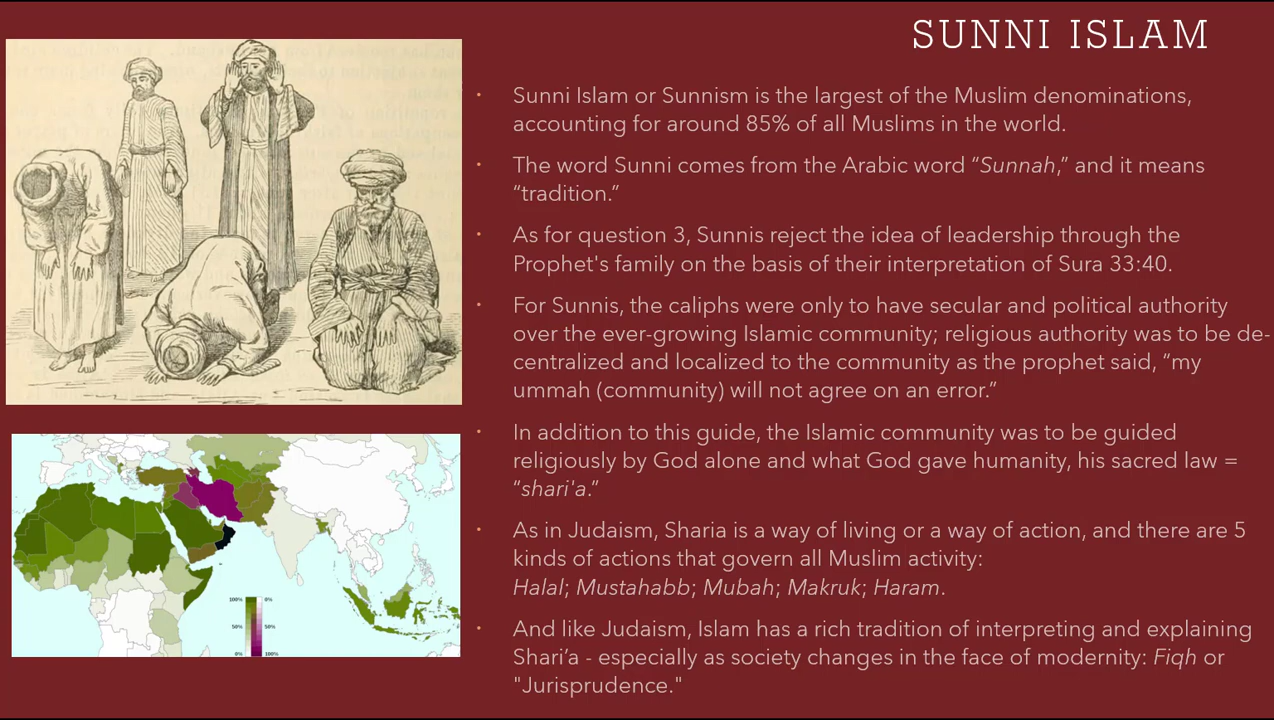 SUNNI ISLAM
• Sunni Islam or Sunnism is the largest of the Muslim denominations,
accounting for around 85% of all Muslims in the world.
• The word Sunni comes from the Arabic word “Sunnah,” and it means
“tradition.”
• As for question 3, Sunnis reject the idea of leadership through the
Prophet's family on the basis of their interpretation of Sura 33:40.
• For Sunnis, the caliphs were only to have secular and political authority
over the ever-growing Islamic community; religious authority was to be de-
centralized and localized to the community as the prophet said, “my
ummah (community) will not agree on an error.”
• In addition to this guide, the Islamic community was to be guided
religiously by God alone and what God gave humanity, his sacred law =
“shari'a.”
• As in Judaism, Sharia is a way of living or a way of action, and there are 5
kinds of actions that govern all Muslim activity:
Halal; Mustahabb; Mubah; Makruk; Haram.
• And like Judaism, Islam has a rich tradition of interpreting and explaining
Shari’a - especially as society changes in the face of modernity: Fiqh or
"Jurisprudence."
100% 0%
50% 50%
0% 100%